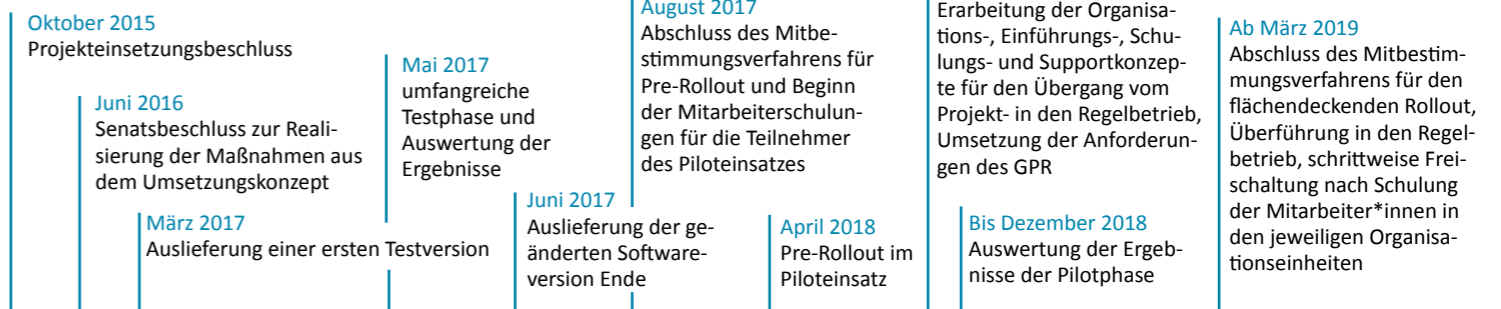 Oktober 2015
Projekteinsetzungsbeschluss
Juni 2016
Senatsbeschluss zur Reali-
sierung der Maßnahmen aus
dem Umsetzungskonzept
März 2017
Auslieferung einer ersten Testversion
Mai 2017
umfangreiche
Testphase und
Auswertung der
Ergebnisse
Juni 2017
Auslieferung der ge-
änderten Software-
version Ende
August 2017
Abschluss des Mitbe-
stimmungsverfahrens für
Pre-Rollout und Beginn
der Mitarbeiterschulun-
gen für die Teilnehmer
des Piloteinsatzes
April 2018
Pre-Rollout im
Piloteinsatz
Erarbeitung der Organisa-
tions-, Einführungs-, Schu-
lungs- und Supportkonzep-
te für den Übergang vom
Projekt- in den Regelbetrieb,
Umsetzung der Anforderun-
gen des GPR
Bis Dezember 2018
Auswertung der Ergeb-
nisse der Pilotphase
Ab März 2019
Abschluss des Mitbestim-
mungsverfahrens für den
flächendeckenden Rollout,
Überführung in den Regel-
betrieb, schrittweise Frei-
schaltung nach Schulung
der Mitarbeiter*innen in
den jeweiligen Organisa-
tionseinheiten